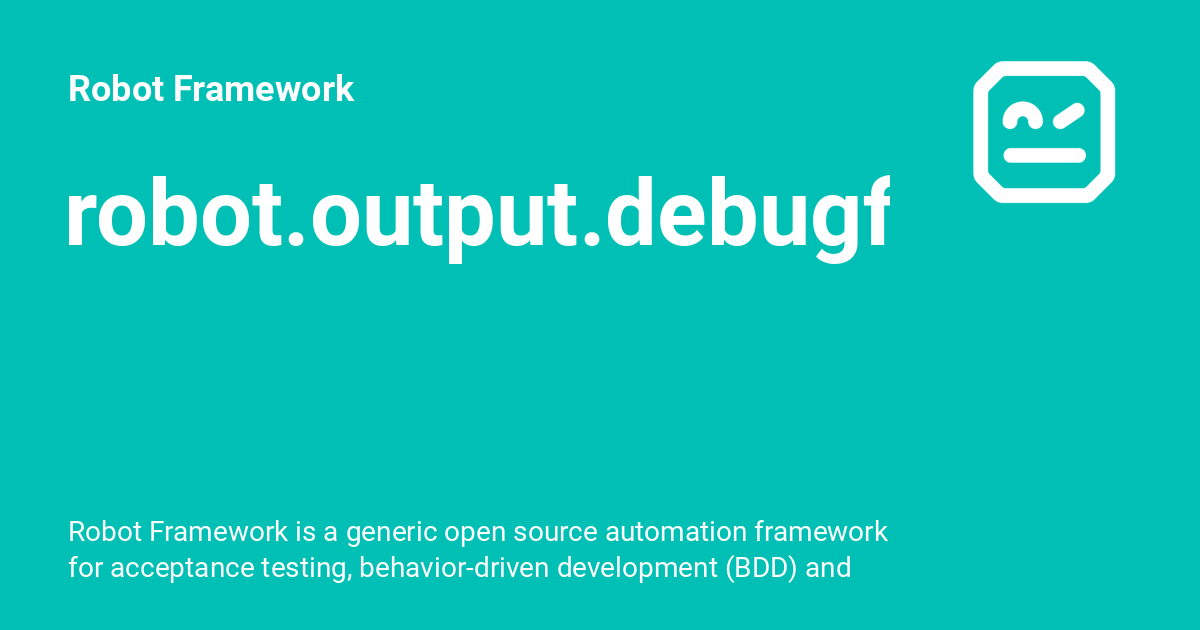 Robot Framework
robot.output.debugf
Robot Framework is a generic open source automation framework
for acceptance testing, behavior-driven development (BDD) and